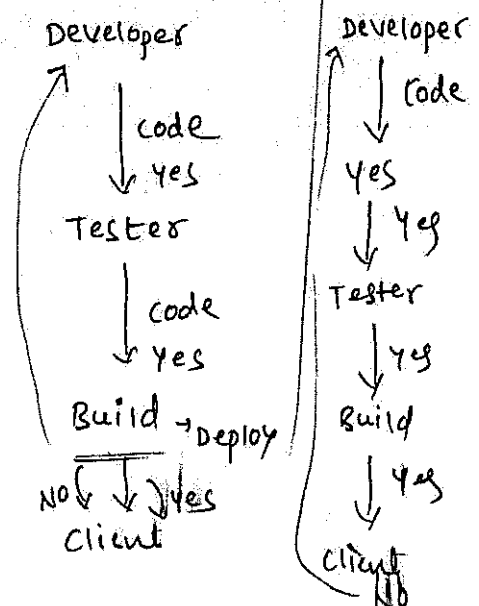 Developer
code
yes
Tester
code
yes
Build → Deploy
NO yes
Client
Developer
Code
yes
yes
Tester
yes
Build
yes
Client
No